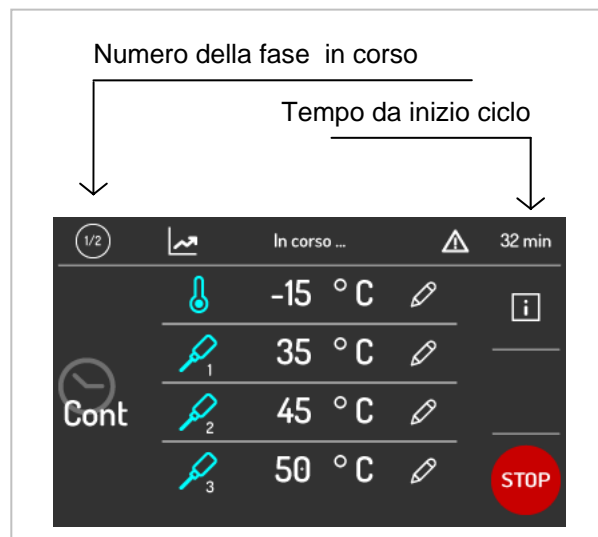 Numero della fase in corso
Tempo da inizio ciclo
1/2 In corso ... 32 min
-15 °C
i
1 35 °C
Cont
2 45 °C
3 50 °C
STOP